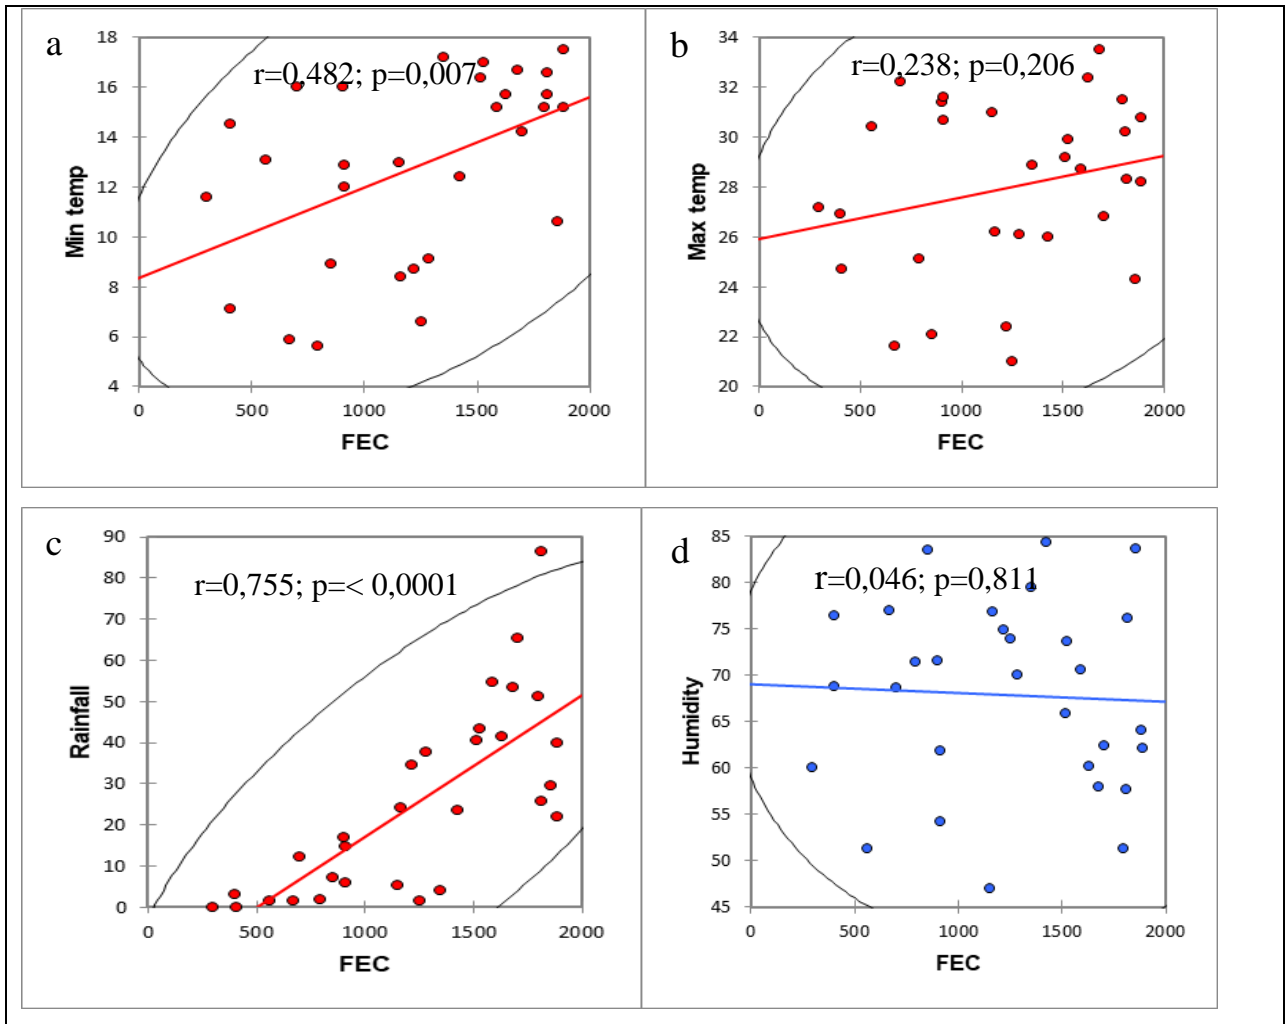 a
r=0,482; p=0,007
18
16
14
12
10
8
6
4
Min temp
0 500 1000 1500 2000
FEC
b
r=0,238; p=0,206
34
32
30
28
26
24
22
20
Max temp
0 500 1000 1500 2000
FEC
c
r=0,755; p=< 0,0001
90
80
70
60
50
40
30
20
10
0
Rainfall
0 500 1000 1500 2000
FEC
d
r=0,046; p=0,811
85
80
75
70
65
60
55
50
45
Humidity
0 500 1000 1500 2000
FEC